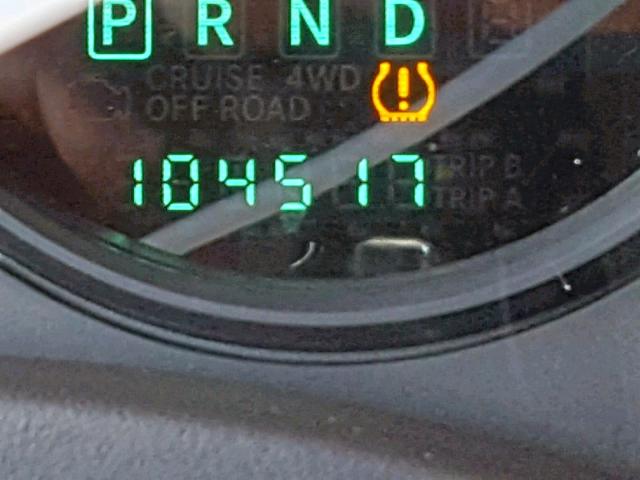 P R N D
CRUISE 4WD
OFF ROAD
TRIP B
104517
TRIP A